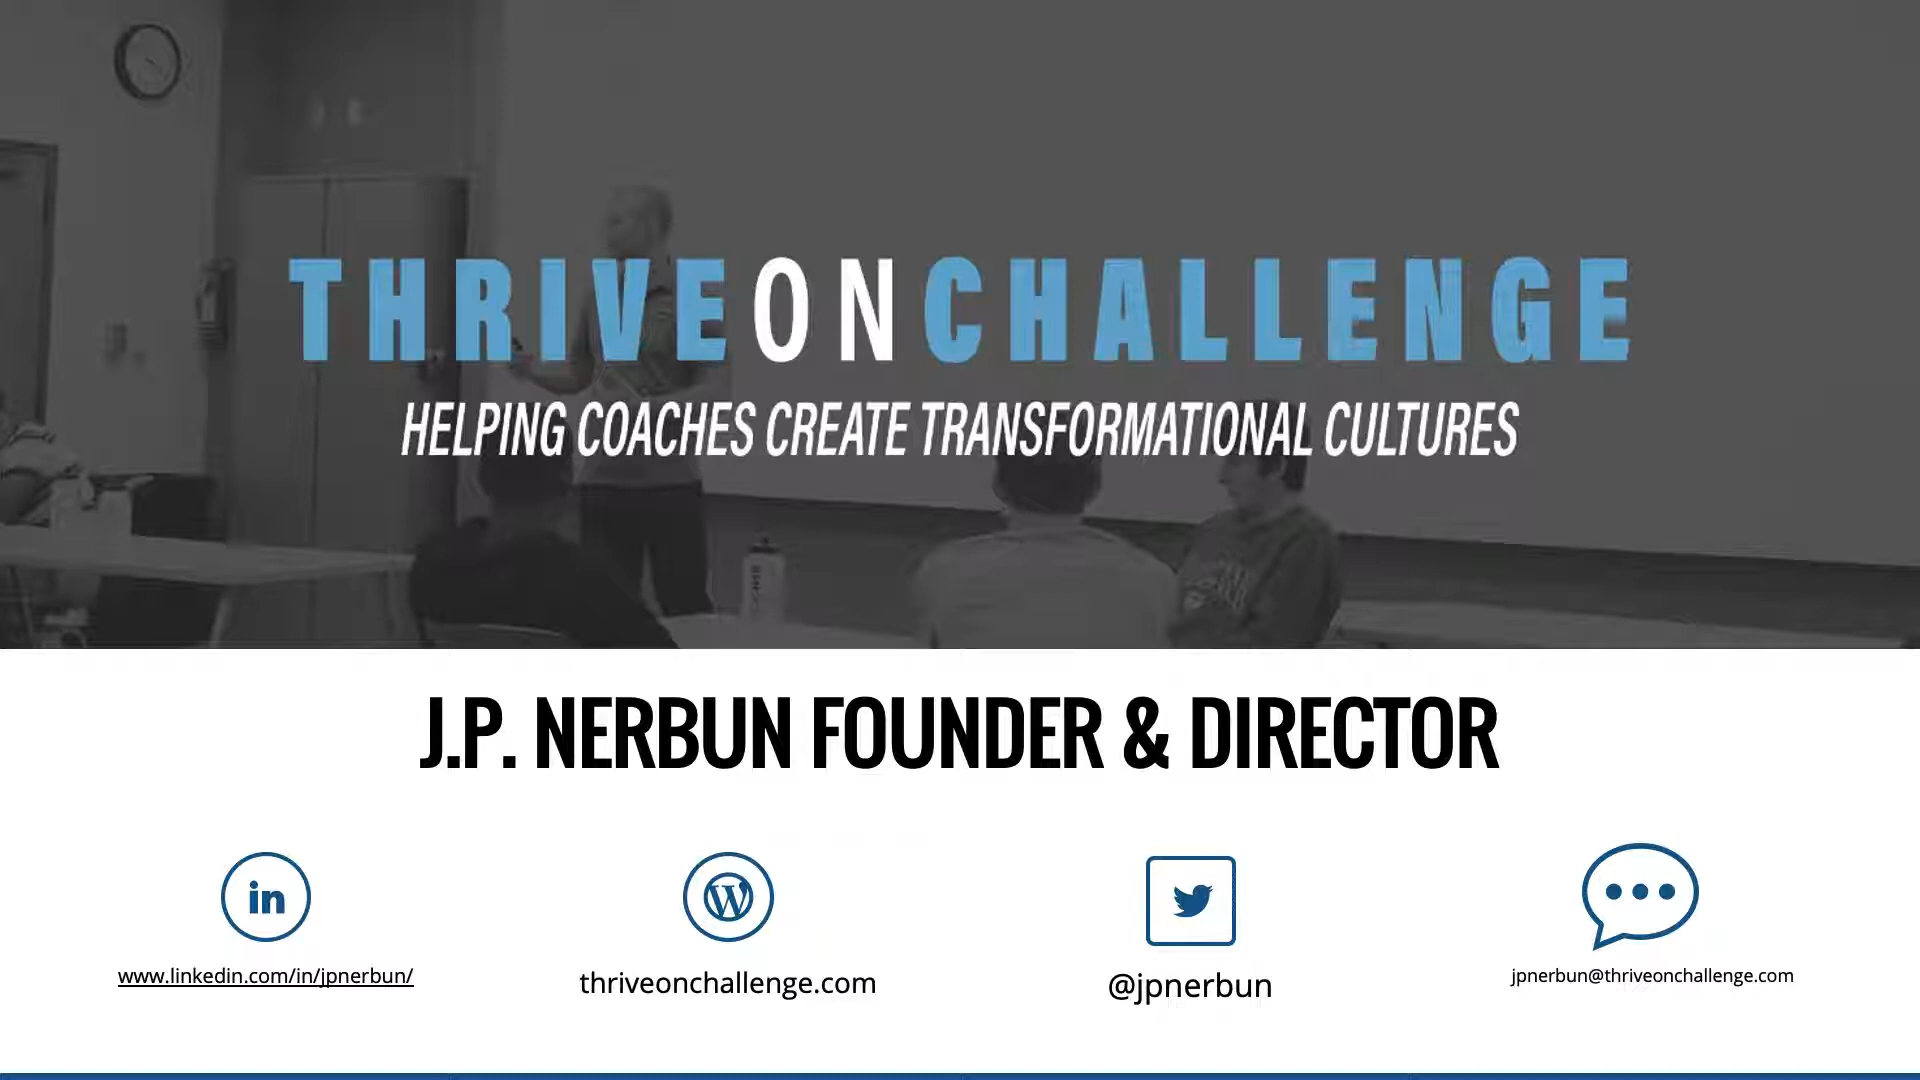 THRIVEONCHALLENGE
HELPING COACHES CREATE TRANSFORMATIONAL CULTURES
J.P. NERBUN FOUNDER & DIRECTOR
www.linkedin.com/in/jpnerbun/
thriveonchallenge.com
@jpnerbun
jpnerbun@thriveonchallenge.com